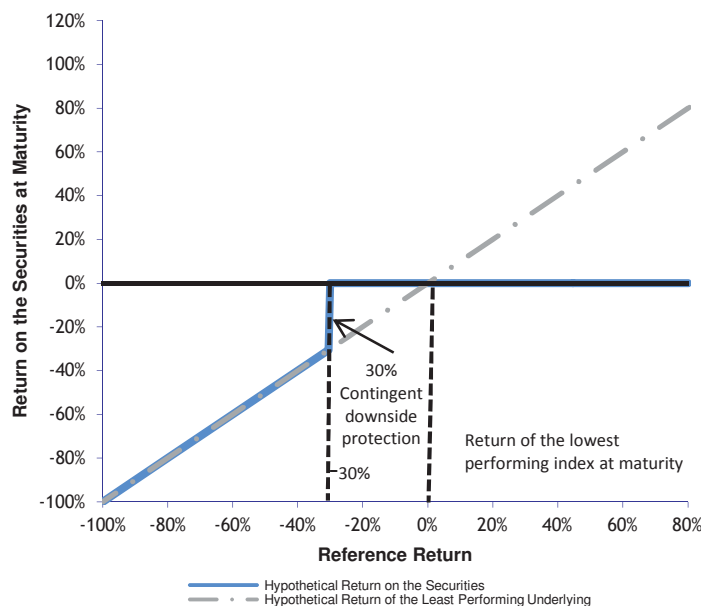 120%
100%
80%
60%
40%
20%
0%
-20%
-40%
-60%
-80%
-100%
Return on the Securities at Maturity
30%
Contingent
downside
protection
-30%
Return of the lowest
performing index at maturity
-100%
-80%
-60%
-40%
-20%
0%
20%
40%
60%
80%
Reference Return
Hypothetical Return on the Securities
Hypothetical Return of the Least Performing Underlying